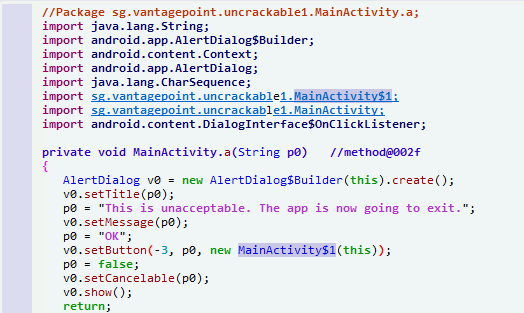 //Package sg.vantagepoint.uncrackable1.MainActivity.a;
import java.lang.String;
import android.app.AlertDialog$Builder;
import android.content.Context;
import android.app.AlertDialog;
import java.lang.CharSequence;
import sg.vantagepoint.uncrackable1.MainActivity$1;
import sg.vantagepoint.uncrackable1.MainActivity;
import android.content.DialogInterface$OnClickListener;
private void MainActivity.a(String p0)   //method@002f
{
   AlertDialog v0 = new AlertDialog$Builder(this).create();
   v0.setTitle(p0);
   p0 = "This is unacceptable. The app is now going to exit.";
   v0.setMessage(p0);
   p0 = "OK";
   v0.setButton(-3, p0, new MainActivity$1(this));
   p0 = false;
   v0.setCancelable(p0);
   v0.show();
   return;